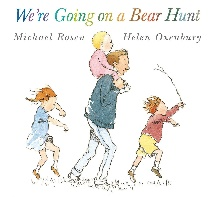 We're Going on a Bear Hunt
Michael Rosen Helen Oxenbury